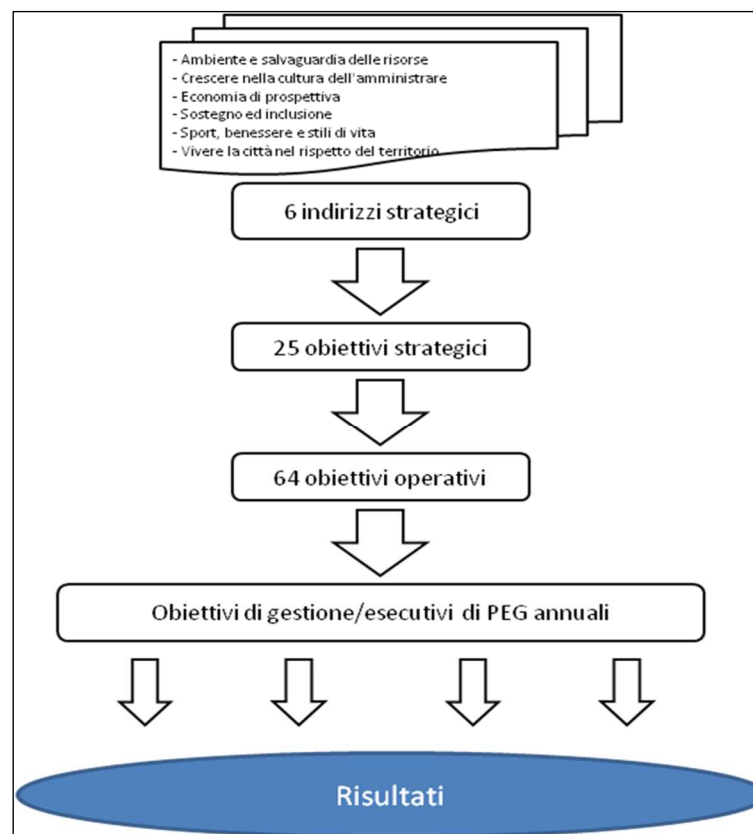 - Ambiente e salvaguardia delle risorse
- Crescere nella cultura dell'amministrare
- Economia di prospettiva
- Sostegno ed inclusione
- Sport, benessere e stili di vita
- Vivere la città nel rispetto del territorio
6 indirizzi strategici
25 obiettivi strategici
64 obiettivi operativi
Obiettivi di gestione/esecutivi di PEG annuali
Risultati